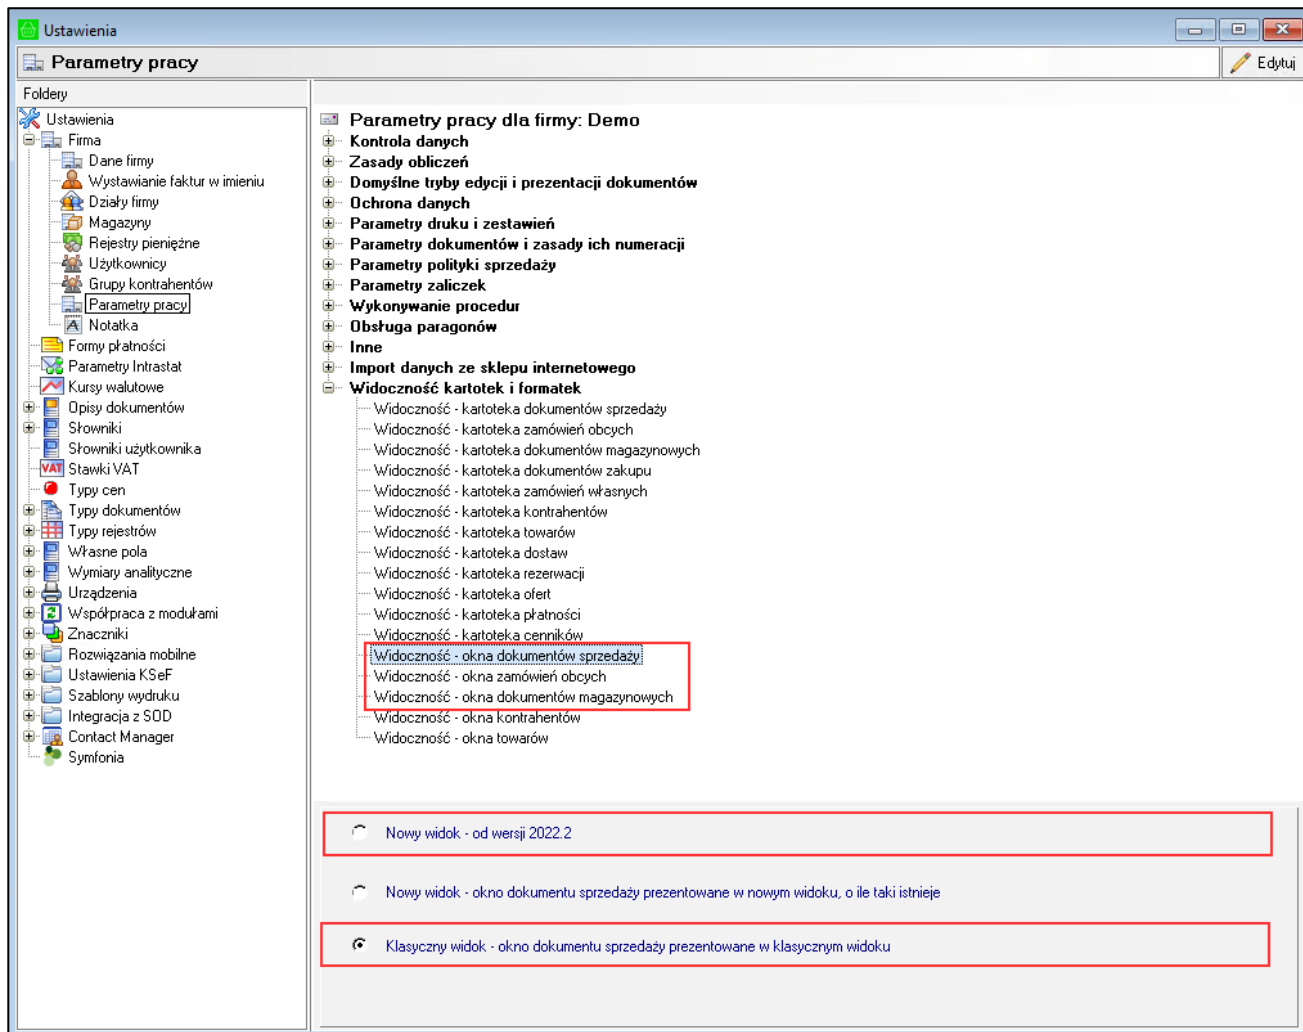 Ustawienia
Parametry pracy
Edytuj
Foldery
Ustawienia
Firma
Dane firmy
Wystawianie faktur w imieniu
Działy firmy
Magazyny
Rejestry pieniężne
Użytkownicy
Grupy kontrahentów
Parametry pracy
Notatka
Formy płatności
Parametry Intrastat
Kursy walutowe
Opisy dokumentów
Słowniki
Słowniki użytkownika
VAT Stawki VAT
Typy cen
Typy dokumentów
Typy rejestrów
Własne pola
Wymiary analityczne
Urządzenia
Współpraca z modułami
Znaczniki
Rozwiązania mobilne
Ustawienia KSeF
Szablony wydruku
Integracja z SOD
Contact Manager
Symfonia
Parametry pracy dla firmy: Demo
Kontrola danych
Zasady obliczeń
Domyślne tryby edycji i prezentacji dokumentów
Ochrona danych
Parametry druku i zestawień
Parametry dokumentów i zasady ich numeracji
Parametry polityki sprzedaży
Parametry zaliczek
Wykonywanie procedur
Obsługa paragonów
Inne
Import danych ze sklepu internetowego
Widoczność kartotek i formatek
Widoczność - kartoteka dokumentów sprzedaży
Widoczność - kartoteka zamówień obcych
Widoczność - kartoteka dokumentów magazynowych
Widoczność - kartoteka dokumentów zakupu
Widoczność - kartoteka zamówień własnych
Widoczność - kartoteka kontrahentów
Widoczność - kartoteka towarów
Widoczność - kartoteka dostaw
Widoczność - kartoteka rezerwacji
Widoczność - kartoteka ofert
Widoczność - kartoteka płatności
Widoczność - kartoteka cenników
Widoczność - okna dokumentów sprzedaży
Widoczność - okna zamówień obcych
Widoczność - okna dokumentów magazynowych
Widoczność - okna kontrahentów
Widoczność - okna towarów
Nowy widok - od wersji 2022.2
Nowy widok - okno dokumentu sprzedaży prezentowane w nowym widoku, o ile taki istnieje
Klasyczny widok - okno dokumentu sprzedaży prezentowane w klasycznym widoku